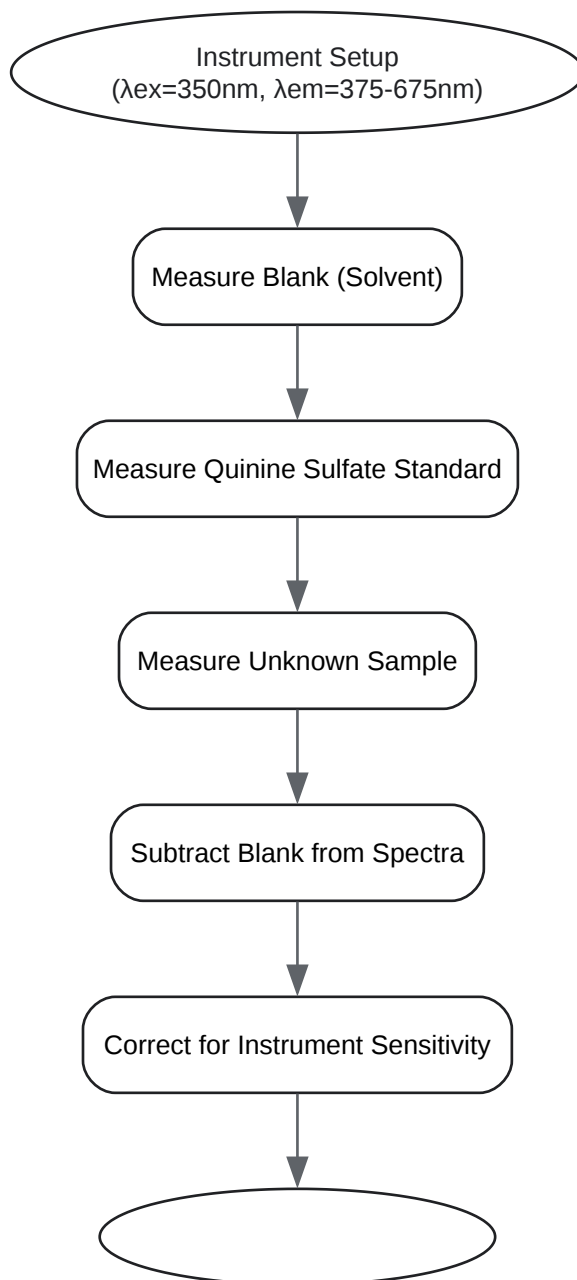 Instrument Setup
(λex=350nm, λem=375-675nm)
Measure Blank (Solvent)
Measure Quinine Sulfate Standard
Measure Unknown Sample
Subtract Blank from Spectra
Correct for Instrument Sensitivity